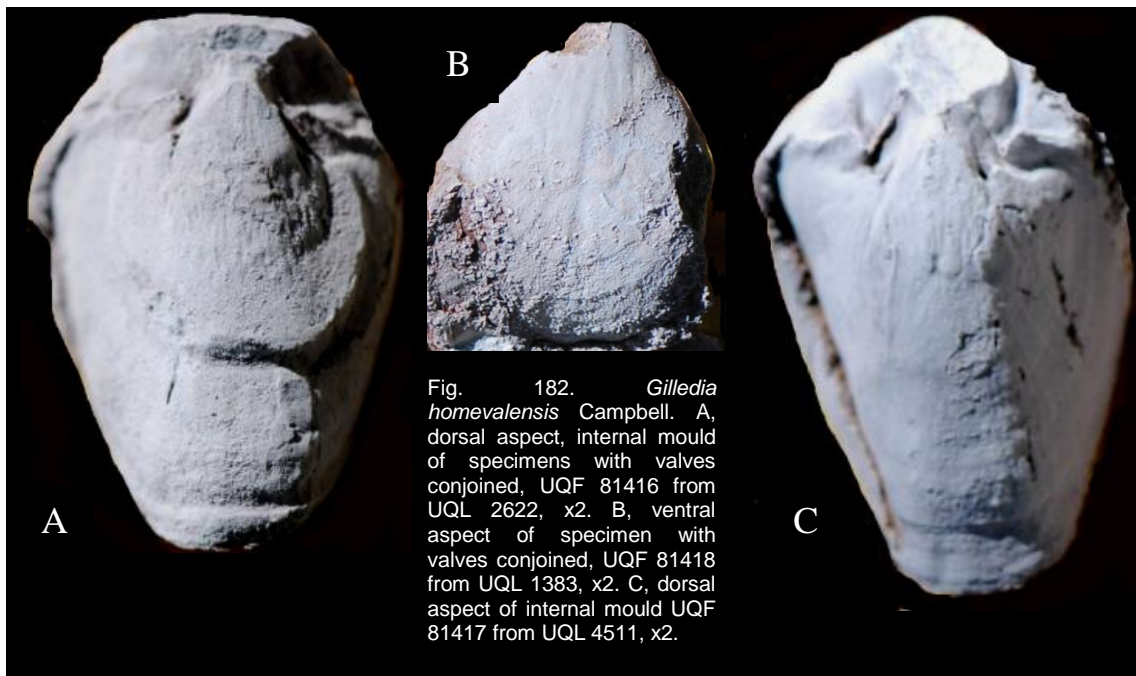 B
A
C
Fig. 182. Gilledia
homevalensis Campbell. A,
dorsal aspect, internal mould
of specimens with valves
conjoined, UQF 81416 from
UQL 2622, x2. B, ventral
aspect of specimen with
valves conjoined, UQF 81418
from UQL 1383, x2. C, dorsal
aspect of internal mould UQF
81417 from UQL 4511, x2.